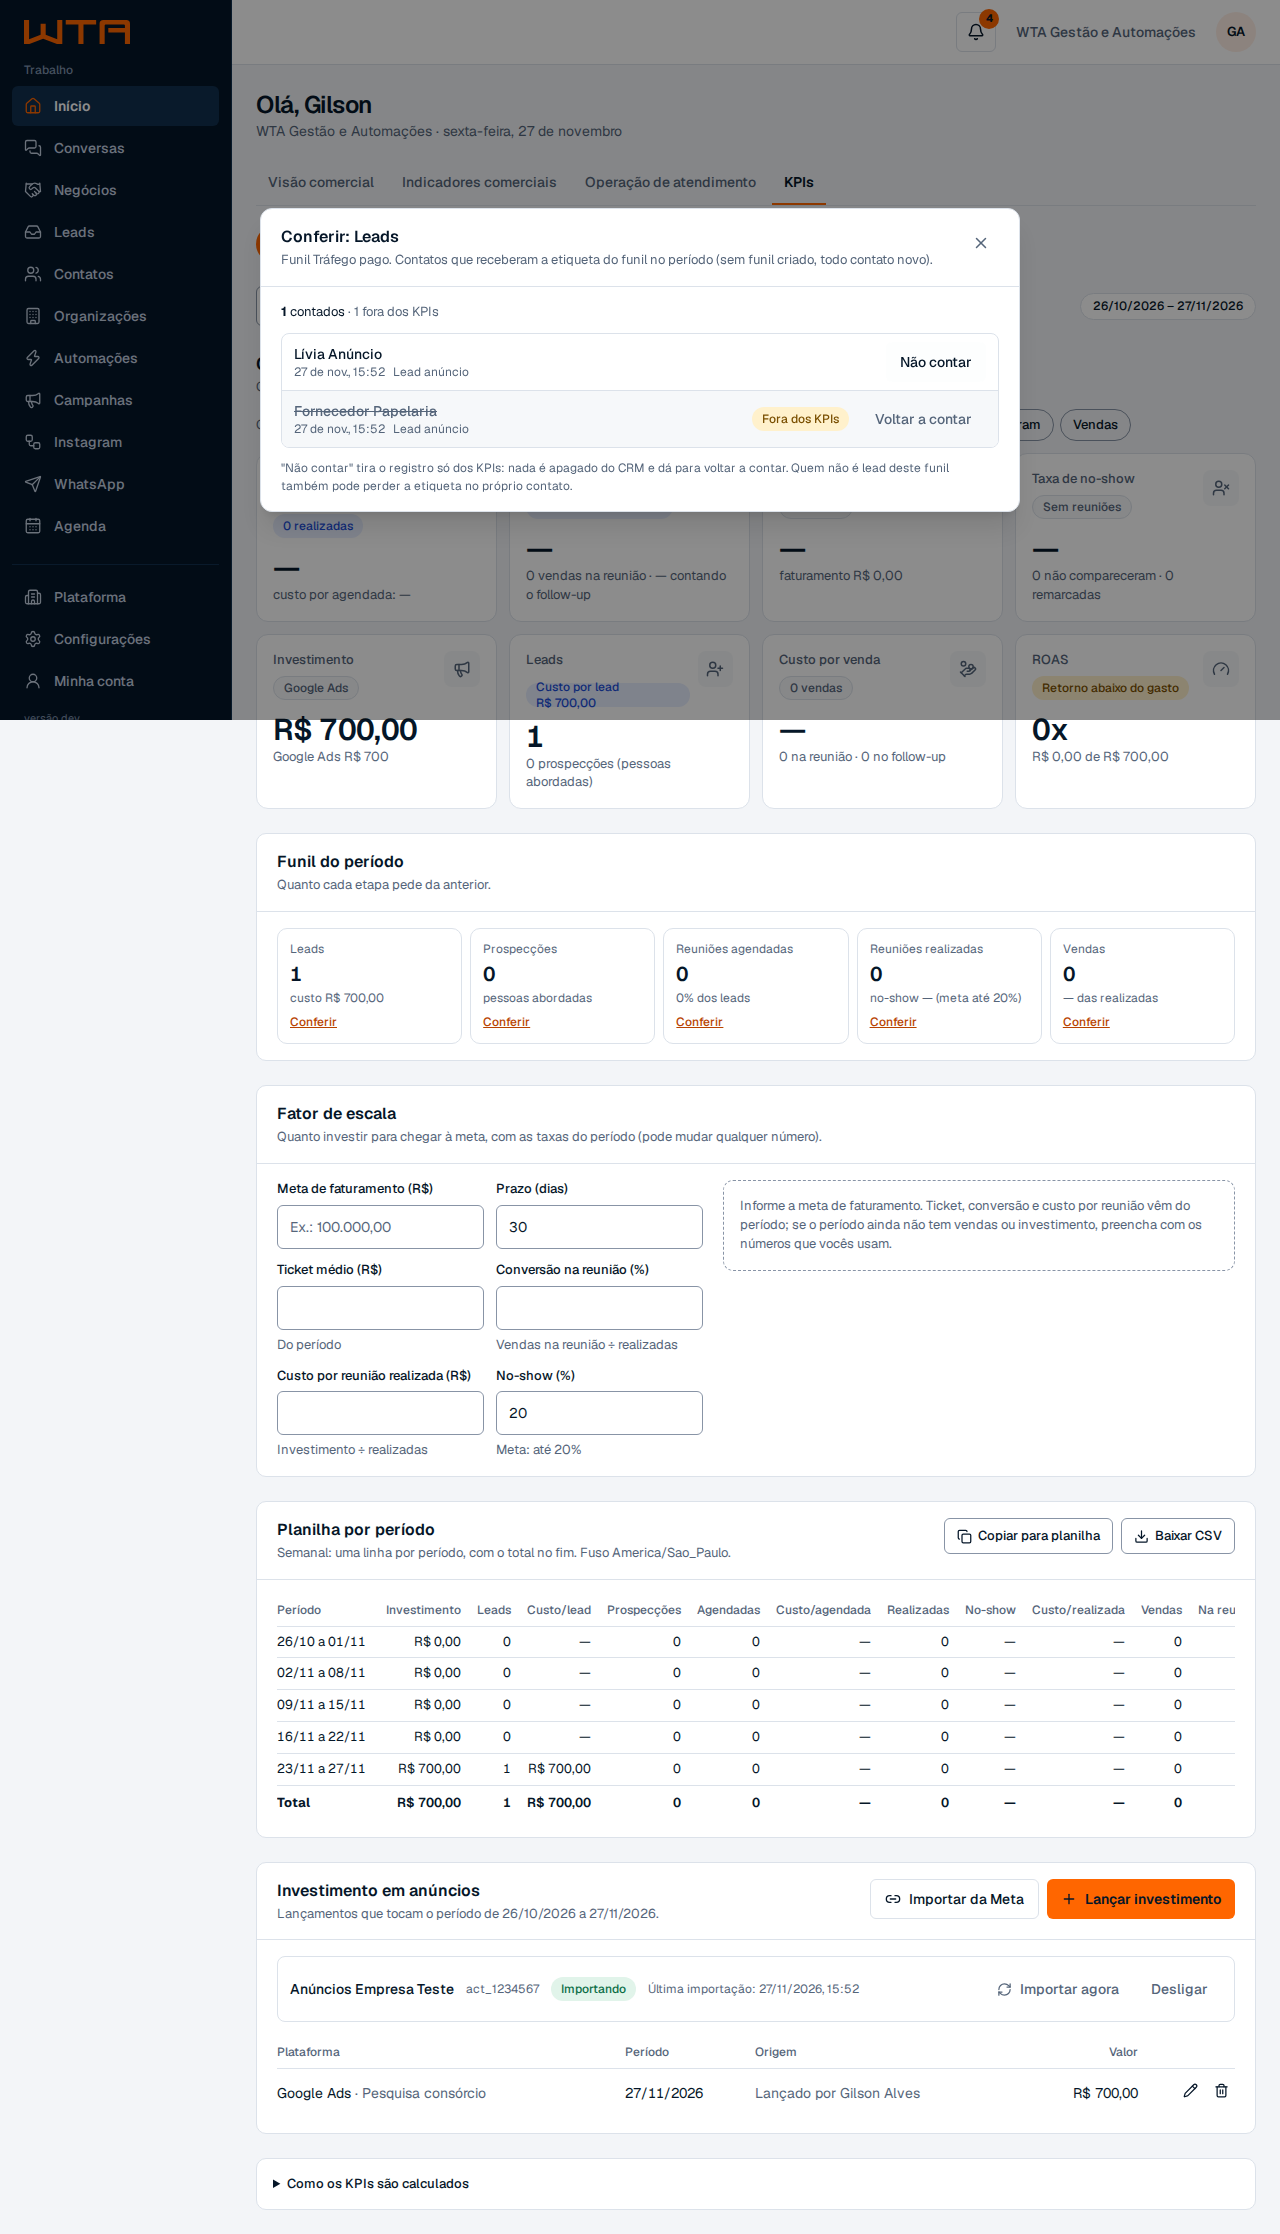 WTA
Trabalho
Início
Conversas
Negócios
Leads
Contatos
Organizações
Automações
Campanhas
Instagram
WhatsApp
Agenda
Plataforma
Configurações
Minha conta
versão dev
4
WTA Gestão e Automações
GA
Olá, Gilson
WTA Gestão e Automações · sexta-feira, 27 de novembro
Visão comercial
Indicadores comerciais
Operação de atendimento
KPIs
26/10/2026 – 27/11/2026
Conferir: Leads
Funil Tráfego pago. Contatos que receberam a etiqueta do funil no período (sem funil criado, todo contato novo).
1 contados · 1 fora dos KPIs
Lívia Anúncio
27 de nov., 15:52 Lead anúncio
Não contar
Fornecedor Papelaria
27 de nov., 15:52 Lead anúncio
Fora dos KPIs
Voltar a contar
"Não contar" tira o registro só dos KPIs: nada é apagado do CRM e dá para voltar a contar. Quem não é lead deste funil
também pode perder a etiqueta no próprio contato.
ram
Vendas
0 realizadas
—
custo por agendada: —
—
0 vendas na reunião · — contando
o follow-up
—
faturamento R$ 0,00
Taxa de no-show
Sem reuniões
—
0 não compareceram · 0
remarcadas
Investimento
Google Ads
R$ 700,00
Google Ads R$ 700
Leads
Custo por lead
R$ 700,00
1
0 prospecções (pessoas
abordadas)
Custo por venda
0 vendas
—
0 na reunião · 0 no follow-up
ROAS
Retorno abaixo do gasto
0x
R$ 0,00 de R$ 700,00
Funil do período
Quanto cada etapa pede da anterior.
Leads
1
custo R$ 700,00
Conferir
Prospecções
0
pessoas abordadas
Conferir
Reuniões agendadas
0
0% dos leads
Conferir
Reuniões realizadas
0
no-show — (meta até 20%)
Conferir
Vendas
0
— das realizadas
Conferir
Fator de escala
Quanto investir para chegar à meta, com as taxas do período (pode mudar qualquer número).
Meta de faturamento (R$)
Ex.: 100.000,00
Prazo (dias)
30
Ticket médio (R$)
Do período
Conversão na reunião (%)
Vendas na reunião ÷ realizadas
Custo por reunião realizada (R$)
Investimento ÷ realizadas
No-show (%)
20
Meta: até 20%
Informe a meta de faturamento. Ticket, conversão e custo por reunião vêm do
período; se o período ainda não tem vendas ou investimento, preencha com os
números que vocês usam.
Planilha por período
Semanal: uma linha por período, com o total no fim. Fuso America/Sao_Paulo.
Copiar para planilha
Baixar CSV
Período Investimento Leads Custo/lead Prospecções Agendadas Custo/agendada Realizadas No-show Custo/realizada Vendas Na reu
26/10 a 01/11 R$ 0,00 0 — 0 0 — 0 — — 0
02/11 a 08/11 R$ 0,00 0 — 0 0 — 0 — — 0
09/11 a 15/11 R$ 0,00 0 — 0 0 — 0 — — 0
16/11 a 22/11 R$ 0,00 0 — 0 0 — 0 — — 0
23/11 a 27/11 R$ 700,00 1 R$ 700,00 0 0 — 0 — — 0
Total R$ 700,00 1 R$ 700,00 0 0 — 0 — — 0
Investimento em anúncios
Lançamentos que tocam o período de 26/10/2026 a 27/11/2026.
Importar da Meta
Lançar investimento
Anúncios Empresa Teste act_1234567 Importando Última importação: 27/11/2026, 15:52
Importar agora
Desligar
Plataforma Período Origem Valor
Google Ads · Pesquisa consórcio 27/11/2026 Lançado por Gilson Alves R$ 700,00
Como os KPIs são calculados